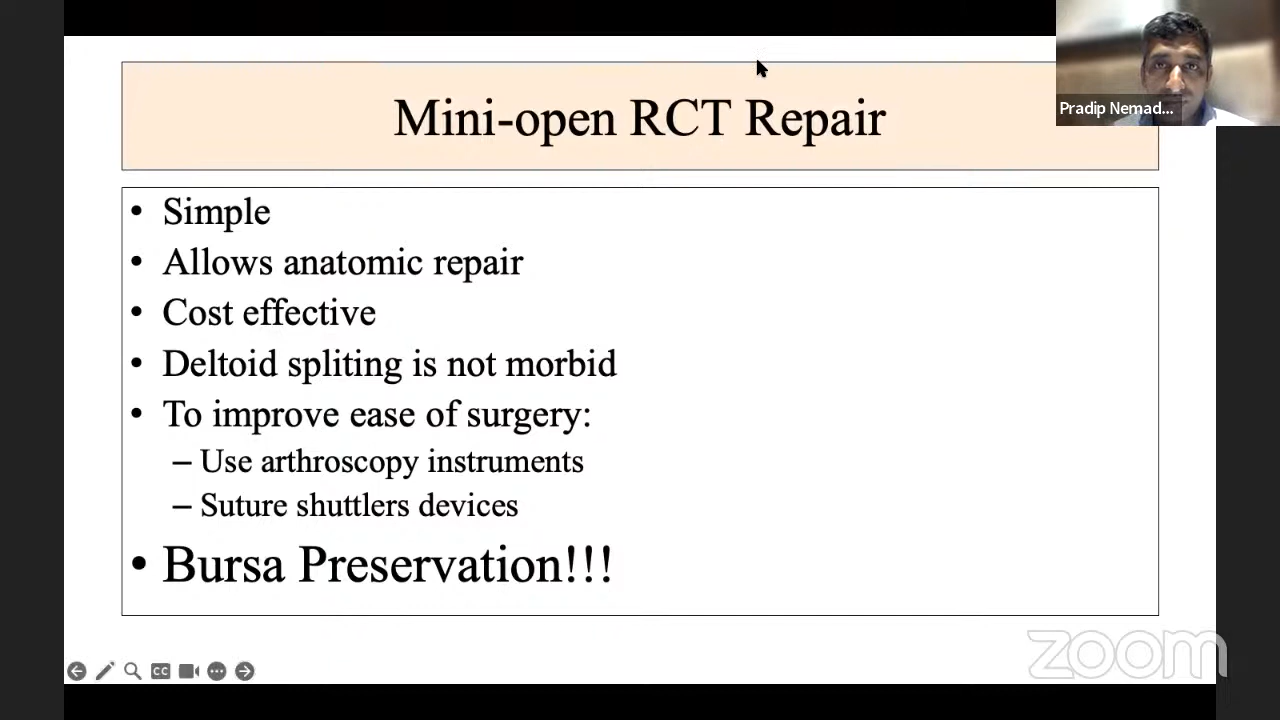 Mini-open RCT Repair
Pradip Nemad...
• Simple
• Allows anatomic repair
• Cost effective
• Deltoid spliting is not morbid
• To improve ease of surgery:
– Use arthroscopy instruments
– Suture shuttlers devices
• Bursa Preservation!!!
zoom
CC